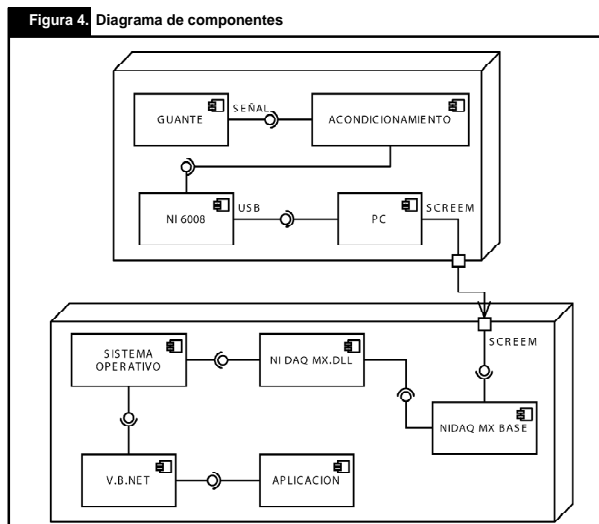 Figura 4. Diagrama de componentes
GUANTE
SEÑAL
ACONDICIONAMIENTO
NI 6008
USB
PC
SCREEM
SISTEMA
OPERATIVO
NI DAQ MX.DLL
SCREEM
NIDAQ MX BASE
V.B.NET
APLICACION